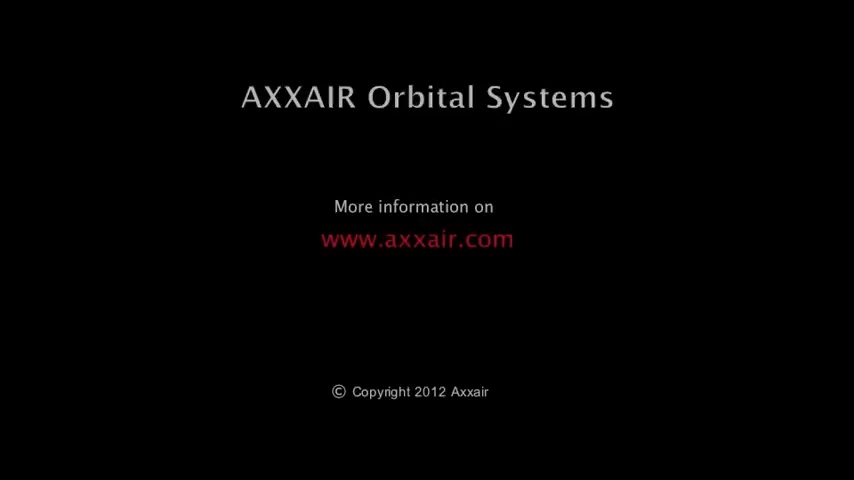 AXXAIR Orbital Systems
More information on
www.axxair.com
© Copyright 2012 Axxair